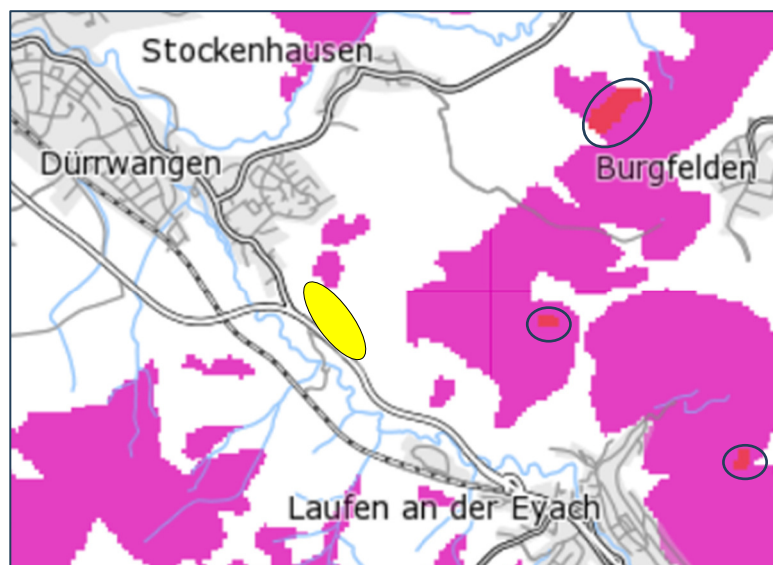 Stockenhausen
Dürrwangen
Burgfelden
Laufen an der Eyach